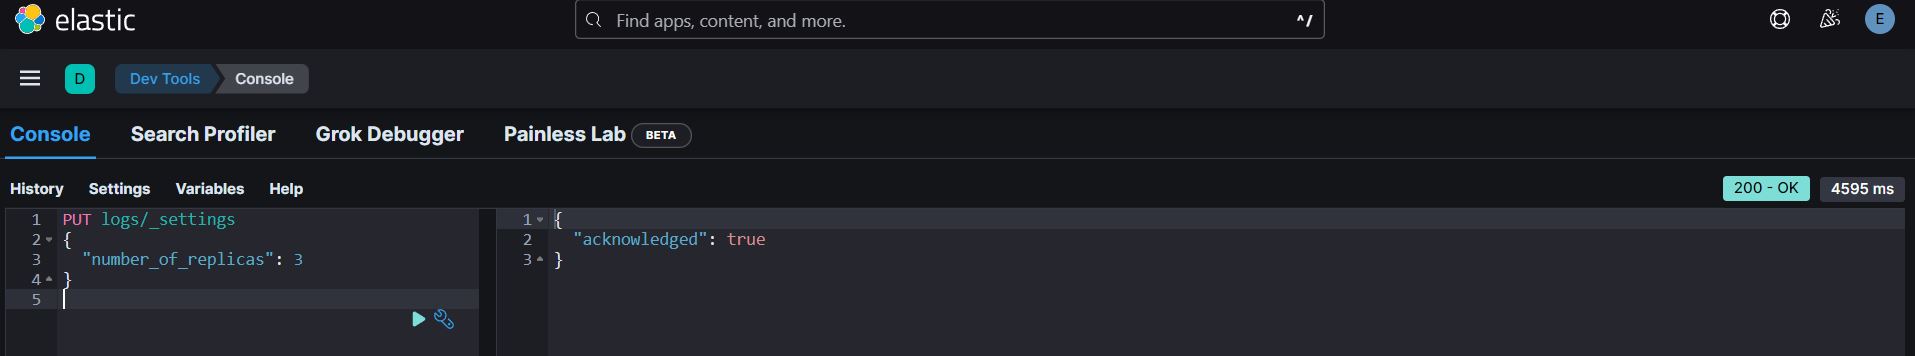 elastic
Find apps, content, and more.
^/
E
D
Dev Tools
Console
Console
Search Profiler
Grok Debugger
Painless Lab
BETA
History
Settings
Variables
Help
200 - OK
4595 ms
1 PUT logs/_settings
2 {
3 "number_of_replicas": 3
4 }
5
1 {
2 "acknowledged": true
3 }